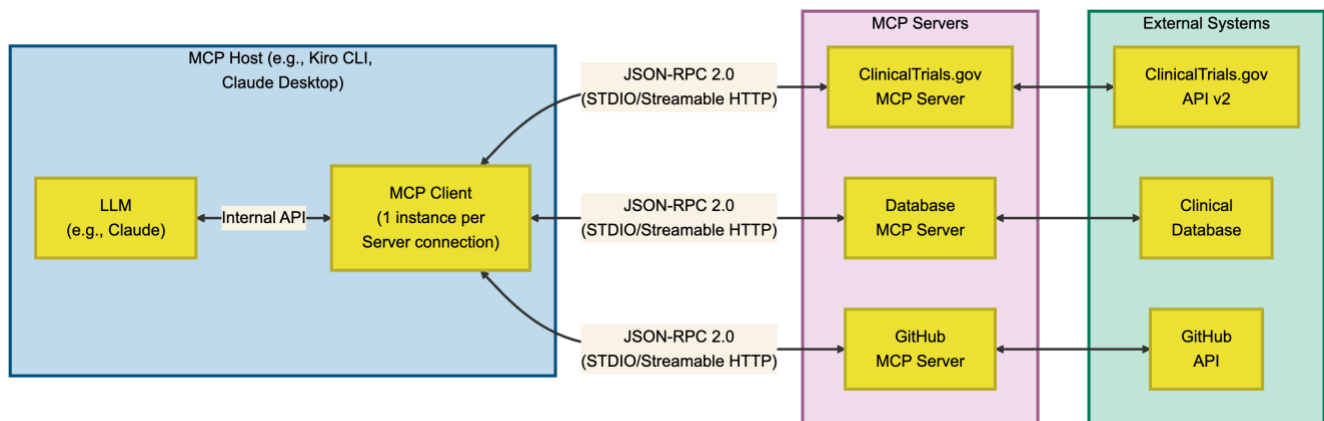 MCP Host (e.g., Kiro CLI,
Claude Desktop)
LLM
(e.g., Claude)
Internal API
MCP Client
(1 instance per
Server connection)
JSON-RPC 2.0
(STDIO/Streamable HTTP)
JSON-RPC 2.0
(STDIO/Streamable HTTP)
JSON-RPC 2.0
(STDIO/Streamable HTTP)
MCP Servers
ClinicalTrials.gov
MCP Server
Database
MCP Server
GitHub
MCP Server
External Systems
ClinicalTrials.gov
API v2
Clinical
Database
GitHub
API